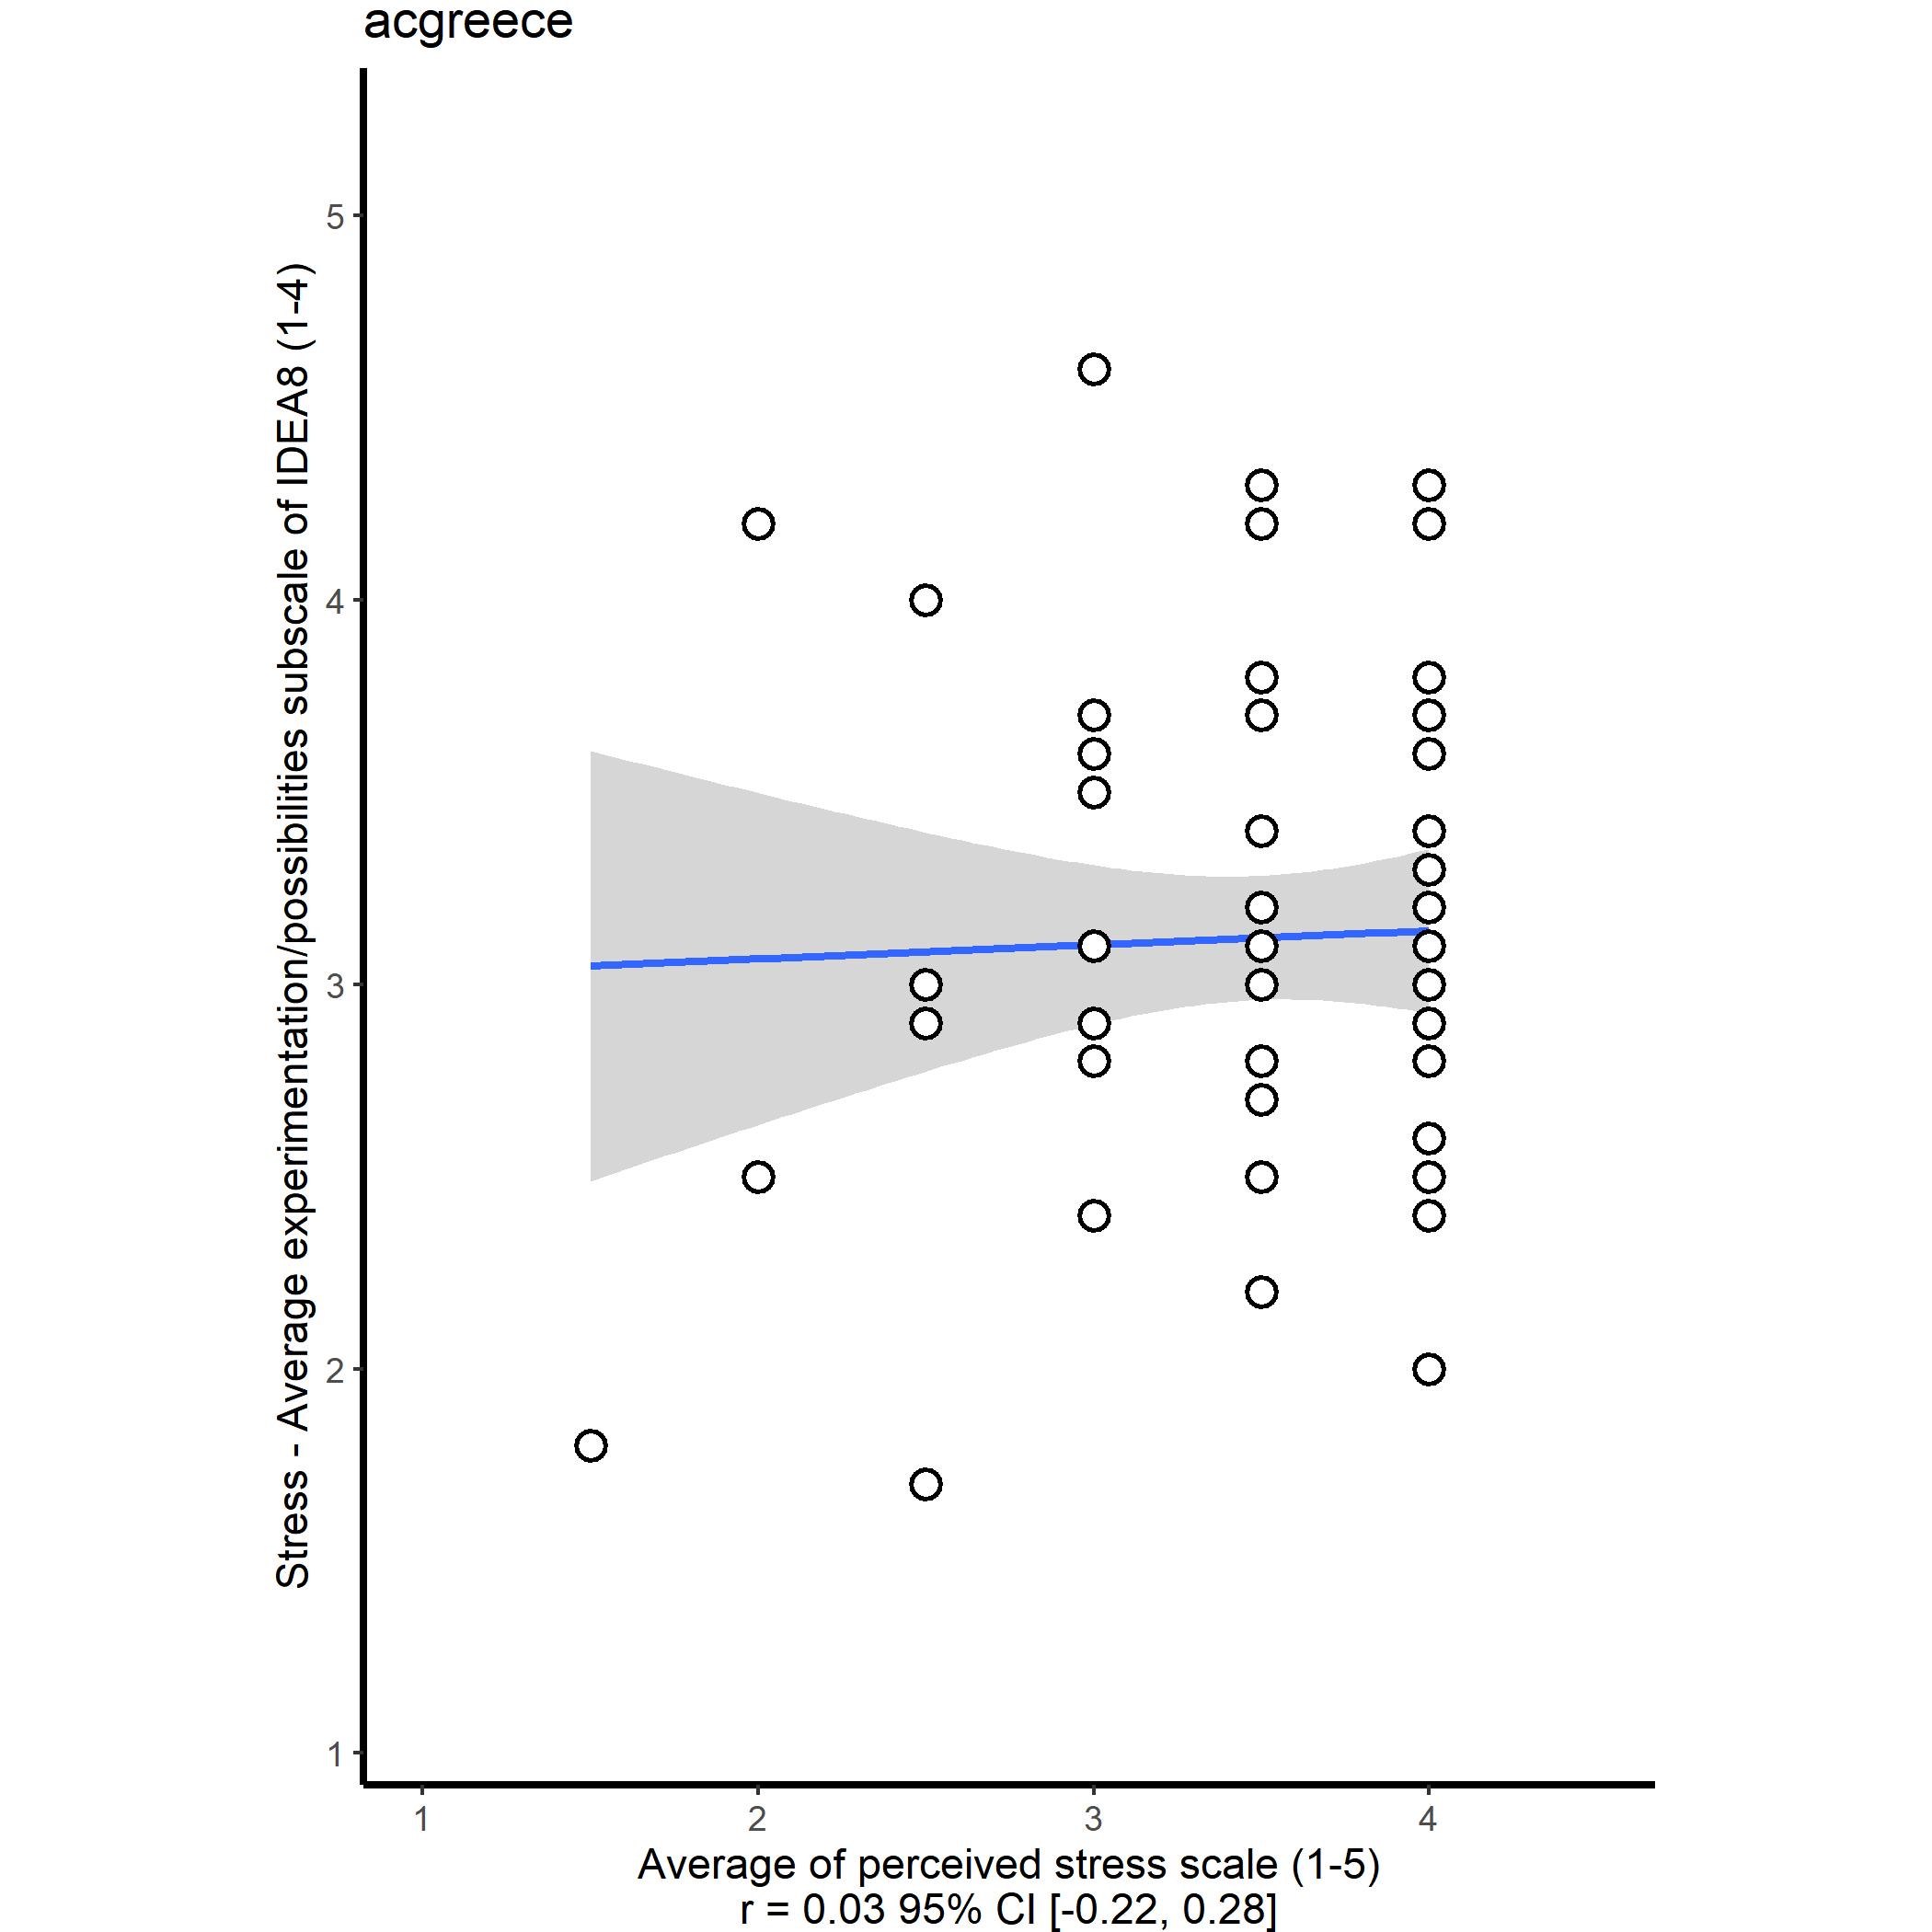 acgreece
Stress - Average experimentation/possibilities subscale of IDEA8 (1-4)
5
4
3
2
1
1
2
3
4
Average of perceived stress scale (1-5)
r = 0.03 95% CI [-0.22, 0.28]